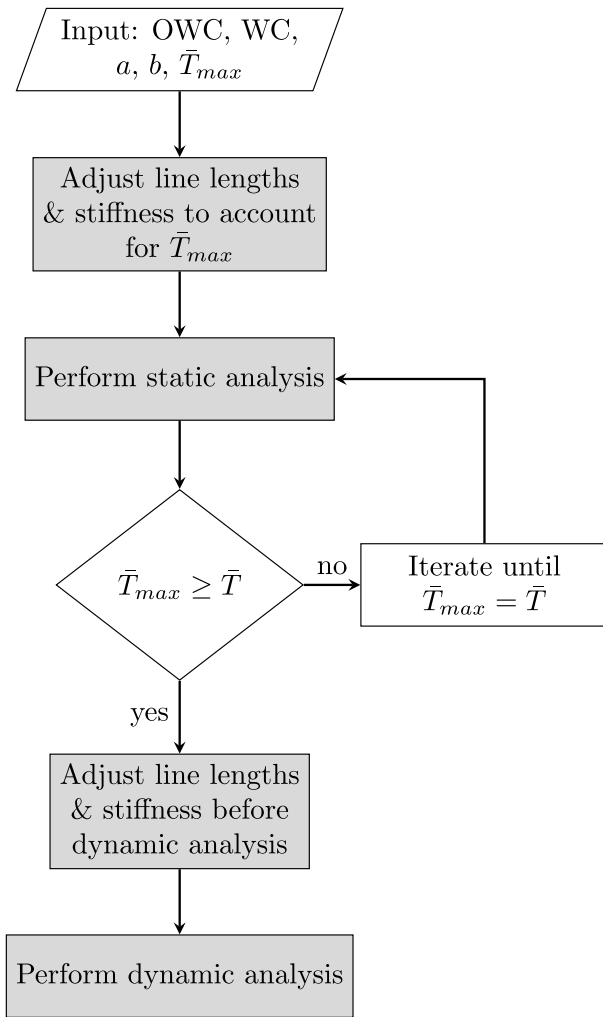 Input: OWC, WC,
a, b, T̄max
Adjust line lengths
& stiffness to account
for T̄max
Perform static analysis
T̄max ≥ T̄
no
Iterate until
T̄max = T̄
yes
Adjust line lengths
& stiffness before
dynamic analysis
Perform dynamic analysis